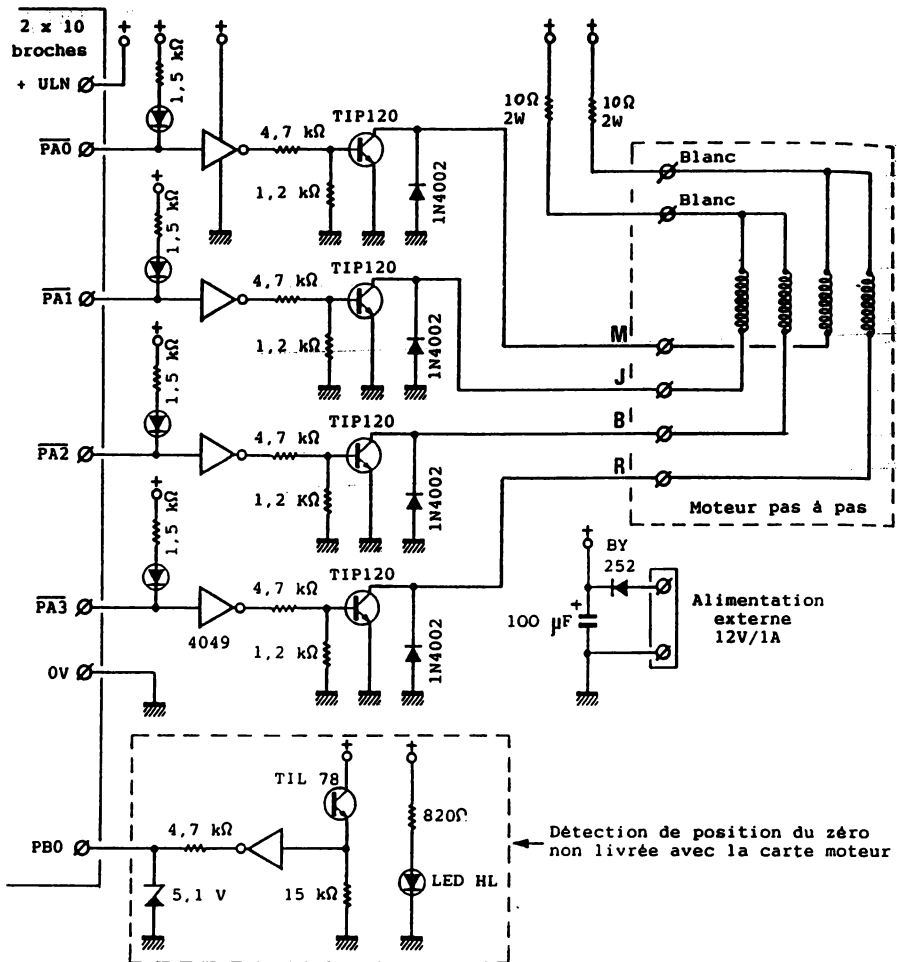 2 x 10
broches
+ ULN
1,5 kΩ
PA0
4,7 kΩ
TIP120
1,2 kΩ
1N4002
10Ω
2W
10Ω
2W
Blanc
Blanc
1,5 kΩ
PA1
4,7 kΩ
TIP120
1,2 kΩ
1N4002
M
J
B
R
Moteur pas à pas
1.5 kΩ
PA2
4,7 kΩ
TIP120
1,2 KΩ
1N4002
1,5 kΩ
PA3
4049
4,7 kΩ
TIP120
1,2 kΩ
1N4002
BY
252
+
100 µF
Alimentation
externe
12V/1A
0V
TIL 78
820Ω
PB0
4,7 kΩ
5,1 V
15 kΩ
LED HL
Détection de position du zéro
non livrée avec la carte moteur